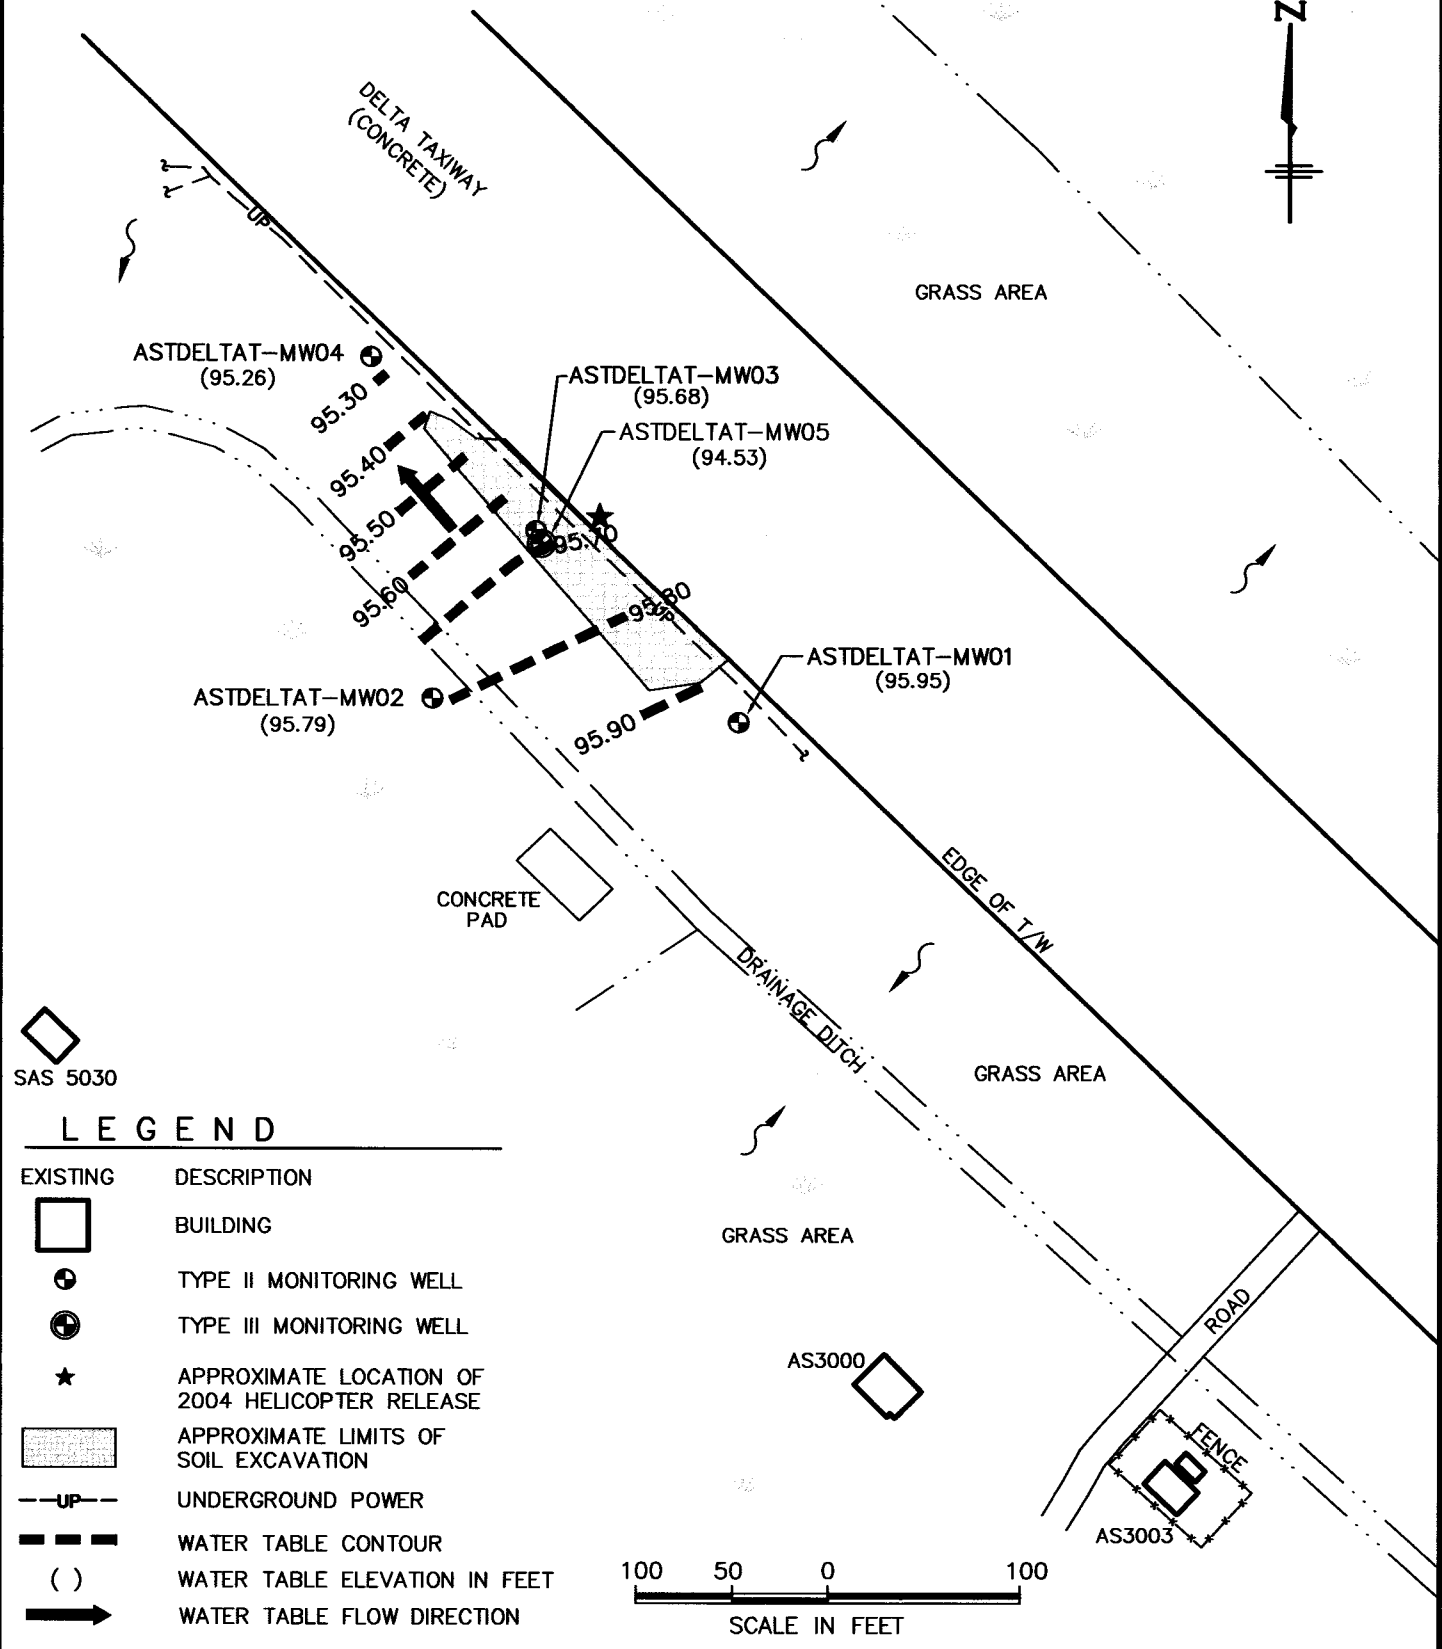 N
DELTA TAXIWAY
(CONCRETE)
UP
GRASS AREA
ASTDELTAT-MW04
(95.26)
95.30
ASTDELTAT-MW03
(95.68)
95.40
ASTDELTAT-MW05
(94.53)
95.50
95.70
95.60
95.80
UP
ASTDELTAT-MW01
(95.95)
ASTDELTAT-MW02
(95.79)
95.90
CONCRETE
PAD
EDGE OF T/W
DRAINAGE DITCH
SAS 5030
GRASS AREA
GRASS AREA
ROAD
AS3000
FENCE
AS3003
LEGEND
EXISTING DESCRIPTION
BUILDING
TYPE II MONITORING WELL
TYPE III MONITORING WELL
APPROXIMATE LOCATION OF
2004 HELICOPTER RELEASE
APPROXIMATE LIMITS OF
SOIL EXCAVATION
UP UNDERGROUND POWER
WATER TABLE CONTOUR
( ) WATER TABLE ELEVATION IN FEET
WATER TABLE FLOW DIRECTION
100 50 0 100
SCALE IN FEET